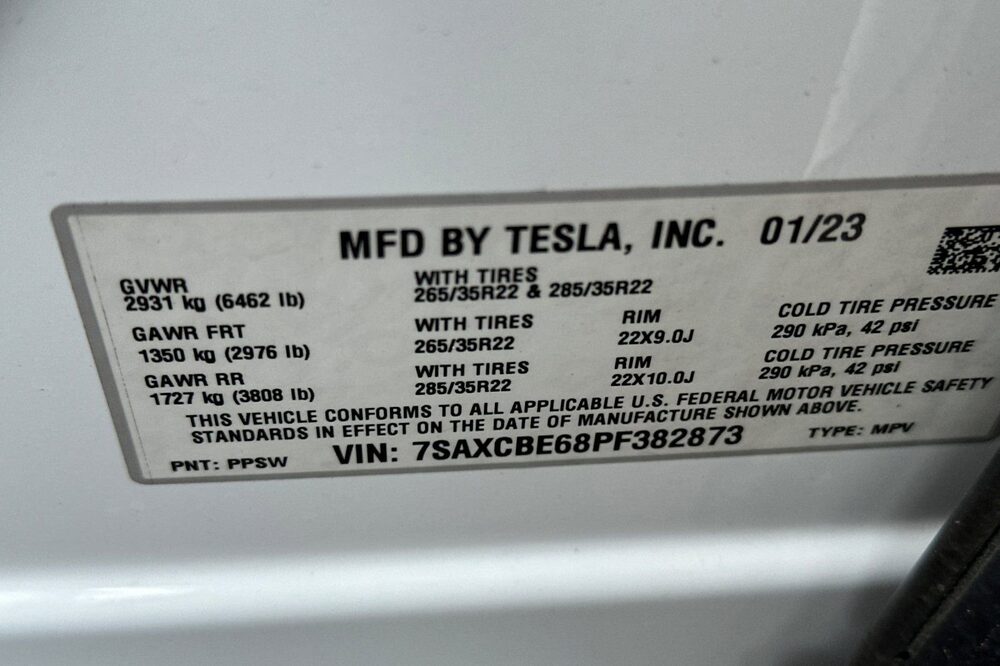 MFD BY TESLA, INC. 01/23
GVWR
2931 kg (6462 lb)
WITH TIRES
265/35R22 & 285/35R22
GAWR FRT
1350 kg (2976 lb)
WITH TIRES
265/35R22
RIM
22X9.0J
COLD TIRE PRESSURE
290 kPa, 42 psi
GAWR RR
1727 kg (3808 lb)
WITH TIRES
285/35R22
RIM
22X10.0J
COLD TIRE PRESSURE
290 kPa, 42 psi
THIS VEHICLE CONFORMS TO ALL APPLICABLE U.S. FEDERAL MOTOR VEHICLE SAFETY
STANDARDS IN EFFECT ON THE DATE OF MANUFACTURE SHOWN ABOVE.
PNT: PPSW VIN: 7SAXCBE68PF382873 TYPE: MPV